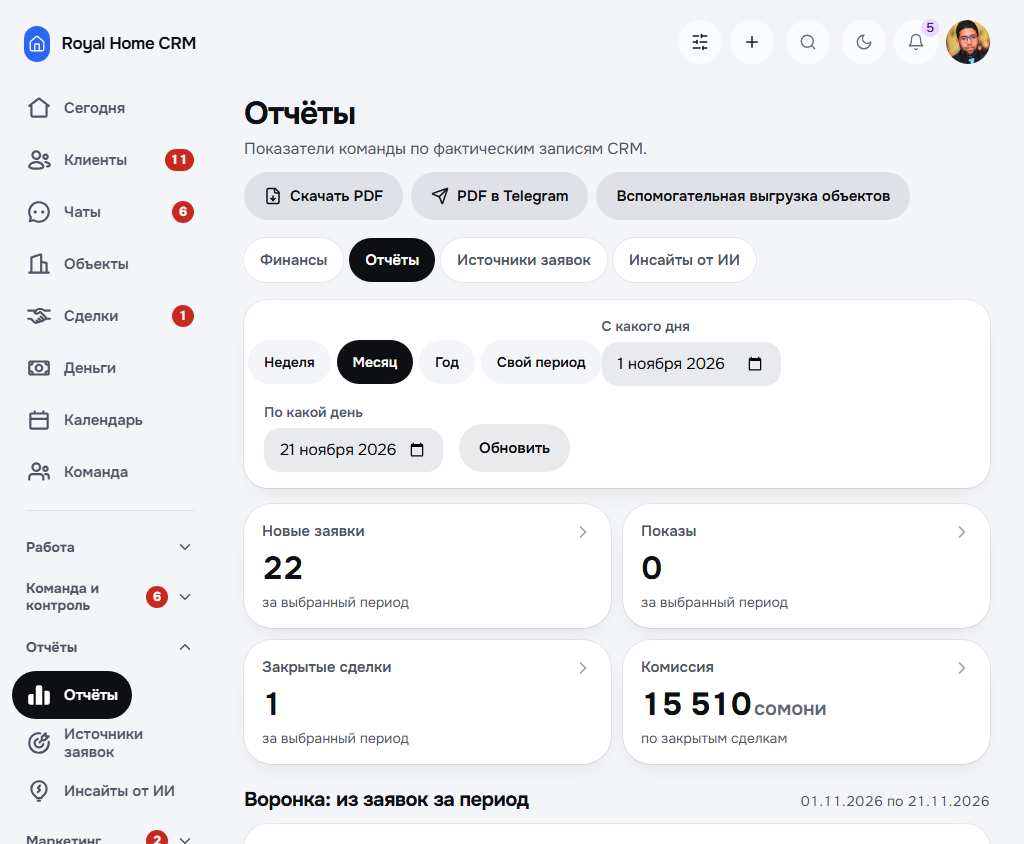 Royal Home CRM
5
Сегодня
Клиенты 11
Чаты 6
Объекты
Сделки 1
Деньги
Календарь
Команда
Работа
Команда и
контроль 6
Отчёты
Отчёты
Источники
заявок
Инсайты от ИИ
Маркетинг 2
Отчёты
Показатели команды по фактическим записям CRM.
Скачать PDF PDF в Telegram Вспомогательная выгрузка объектов
Финансы Отчёты Источники заявок Инсайты от ИИ
С какого дня
Неделя Месяц Год Свой период 1 ноября 2026
По какой день
21 ноября 2026 Обновить
Новые заявки
22
за выбранный период
Показы
0
за выбранный период
Закрытые сделки
1
за выбранный период
Комиссия
15 510 сомони
по закрытым сделкам
Воронка: из заявок за период 01.11.2026 по 21.11.2026